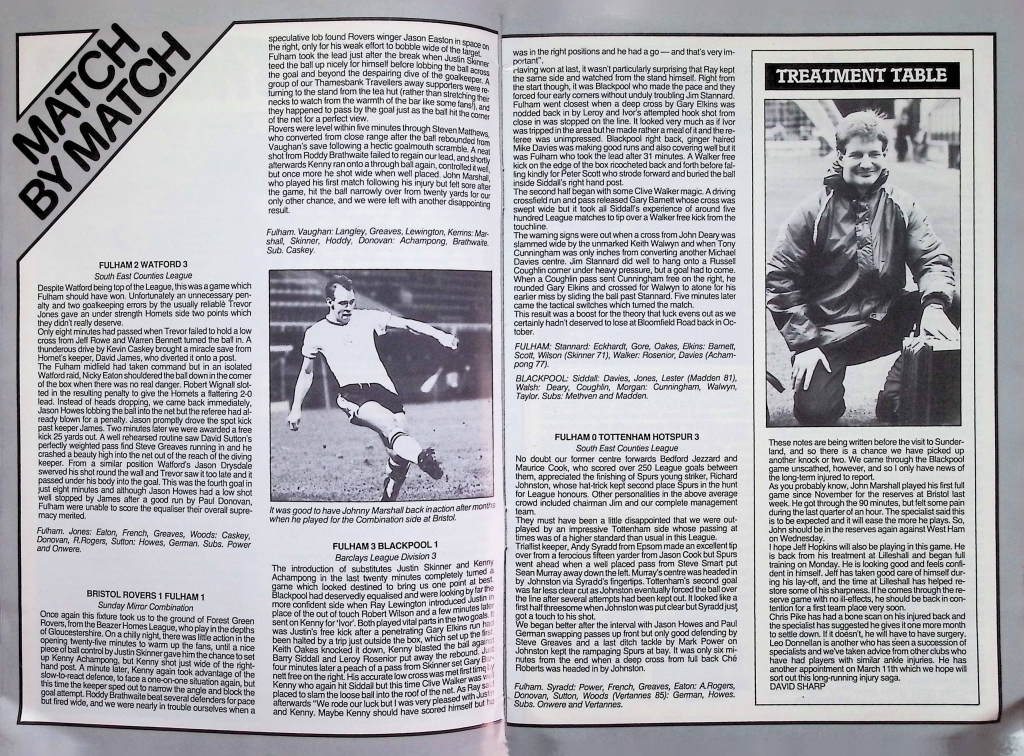 MATCH
BY MATCH
FULHAM 2 WATFORD 3
South East Counties League
Despite Watford being top of the League, this was a game which
Fulham should have won. Unfortunately an unnecessary pen-
alty and two goalkeeping errors by the usually reliable Trevor
Jones gave an under strength Hornets side two points which
they didn't really deserve.
Only eight minutes had passed when Trevor failed to hold a low
cross from Jeff Rowe and Warren Bennett turned the ball in. A
thunderous drive by Kevin Caskey brought a miracle save from
Hornet's keeper, David James, who diverted it onto a post.
The Fulham midfield had taken command but in an isolated
Watford raid, Nicky Eaton shouldered the ball down in the corner
of the box when there was no real danger. Robert Wignall slot-
ted in the resulting penalty to give the Hornets a flattering 2-0
lead. Instead of heads dropping, we came back immediately,
Jason Howes lobbing the ball into the net but the referee had al-
ready blown for a penalty. Jason promptly drove the spot kick
past keeper James. Two minutes later we were awarded a free
kick 25 yards out. A well rehearsed routine saw David Sutton's
perfectly weighted pass find Steve Greaves running in and he
crashed a beauty high into the net out of the reach of the diving
keeper. From a similar position Watford's Jason Drysdale
swerved his shot round the wall and Trevor saw it too late and it
passed under his body into the goal. This was the fourth goal in
just eight minutes and although Jason Howes had a low shot
well stopped by James after a good run by Paul Donovan,
Fulham were unable to score the equaliser their overall supre-
macy merited.
Fulham. Jones: Eaton, French, Greaves, Woods: Caskey,
Donovan, R.Rogers, Sutton: Howes, German. Subs. Power
and Onwere.
BRISTOL ROVERS 1 FULHAM 1
Sunday Mirror Combination
Once again this fixture took us to the ground of Forest Green
Rovers, from the Beazer Homes League, who play in the depths
of Gloucestershire. On a chilly night, there was little action in the
opening twenty-five minutes to warm up the fans, until a nice
piece of ball control by Justin Skinner gave him the chance to set
up Kenny Achampong, but Kenny shot just wide of the right-
hand post. A minute later, Kenny again took advantage of the
slow-to-react defence, to face a one-on-one situation again, but
this time the keeper sped out to narrow the angle and block the
goal attempt. Roddy Brathwaite beat several defenders for pace
but fired wide, and we were nearly in trouble ourselves when a
speculative lob found Rovers winger Jason Easton in space on
the right, only for his weak effort to bobble wide of the target.
Fulham took the lead just after the break when Justin Skinner
teed the ball up nicely for himself before lobbing the ball across
the goal and beyond the despairing dive of the goalkeeper. A
group of our Thamesbank Travellers away supporters were re-
turning to the stand from the tea hut (rather than stretching their
necks to watch from the warmth of the bar like some fans!), and
they happened to pass by the goal just as the ball hit the corner
of the net for a perfect view.
Rovers were level within five minutes through Steven Matthews,
who converted from close range after the ball rebounded from
Vaughan's save following a hectic goalmouth scramble. A neat
shot from Roddy Brathwaite failed to regain our lead, and shortly
afterwards Kenny ran onto a through ball again, controlled it well,
but once more he shot wide when well placed. John Marshall,
who played his first match following his injury but felt sore after
the game, hit the ball narrowly over from twenty yards for our
only other chance, and we were left with another disappointing
result.
Fulham. Vaughan: Langley, Greaves, Lewington, Kerrins: Mar-
shall, Skinner, Hoddy, Donovan: Achampong, Brathwaite.
Sub. Caskey.
It was good to have Johnny Marshall back in action after months
when he played for the Combination side at Bristol.
FULHAM 3 BLACKPOOL 1
Barclays League Division 3
The introduction of substitutes Justin Skinner and Kenny
Achampong in the last twenty minutes completely turned a
game which looked destined to bring us one point at best.
Blackpool had deservedly equalised and were looking by far the
more confident side when Ray Lewington introduced Justin in
place of the out of touch Robert Wilson and a few minutes later
sent on Kenny for 'Ivor'. Both played vital parts in the two goals. It
was Justin's free kick after a penetrating Gary Elkins run had
been halted by a trip just outside the box, which set up the first.
Keith Oakes knocked it down, Kenny blasted the ball against
Barry Siddall and Leroy Rosenior put away the rebound. Just
four minutes later a peach of a pass from Skinner set Gary Bar-
nett free on the right. His accurate low cross was met first time by
Kenny who again hit Siddall but this time Clive Walker was well
placed to slam the loose ball into the roof of the net. As Ray said
afterwards "We rode our luck but I was very pleased with Justin
and Kenny. Maybe Kenny should have scored himself but he
was in the right positions and he had a go — and that's very im-
portant".
Having won at last, it wasn't particularly surprising that Ray kept
the same side and watched from the stand himself. Right from
the start though, it was Blackpool who made the pace and they
forced four early corners without unduly troubling Jim Stannard.
Fulham went closest when a deep cross by Gary Elkins was
nodded back in by Leroy and Ivor's attempted hook shot from
close in was stopped on the line. It looked very much as if Ivor
was tripped in the area but he made rather a meal of it and the re-
feree was unimpressed. Blackpool right back, ginger haired
Mike Davies was making good runs and also covering well but it
was Fulham who took the lead after 31 minutes. A Walker free
kick on the edge of the box ricocheted back and forth before fal-
ling kindly for Peter Scott who strode forward and buried the ball
inside Siddall's right hand post.
The second half began with some Clive Walker magic. A driving
crossfield run and pass released Gary Barnett whose cross was
swept wide but it took all Siddall's experience of around five
hundred League matches to tip over a Walker free kick from the
touchline.
The warning signs were out when a cross from John Deary was
slammed wide by the unmarked Keith Walwyn and when Tony
Cunningham was only inches from converting another Michael
Davies centre. Jim Stannard did well to hang onto a Russell
Coughlin corner under heavy pressure, but a goal had to come.
When a Coughlin pass sent Cunningham free on the right, he
rounded Gary Elkins and crossed for Walwyn to atone for his
earlier miss by sliding the ball past Stannard. Five minutes later
came the tactical switches which turned the match.
This result was a boost for the theory that luck evens out as we
certainly hadn't deserved to lose at Bloomfield Road back in Oc-
tober.
FULHAM: Stannard: Eckhardt, Gore, Oakes, Elkins: Barnett,
Scott, Wilson (Skinner 71), Walker: Rosenior, Davies (Acham-
pong 77).
BLACKPOOL: Siddall: Davies, Jones, Lester (Madden 81),
Walsh: Deary, Coughlin, Morgan: Cunningham, Walwyn,
Taylor. Subs: Methven and Madden.
FULHAM 0 TOTTENHAM HOTSPUR 3
South East Counties League
No doubt our former centre forwards Bedford Jezzard and
Maurice Cook, who scored over 250 League goals between
them, appreciated the finishing of Spurs young striker, Richard
Johnston, whose hat-trick kept second place Spurs in the hunt
for League honours. Other personalities in the above average
crowd included chairman Jim and our complete management
team.
They must have been a little disappointed that we were out-
played by an impressive Tottenham side whose passing at
times was of a higher standard than usual in this League.
Triallist keeper, Andy Syradd from Epsom made an excellent tip
over from a ferocious fifteen yarder from Jason Cook but Spurs
went ahead when a well placed pass from Steve Smart put
Sean Murray away down the left. Murray's centre was headed in
by Johnston via Syradd's fingertips. Tottenham's second goal
was far less clear cut as Johnston eventually forced the ball over
the line after several attempts had been kept out. It looked like a
first half threesome when Johnston was put clear but Syradd just
got a touch to his shot.
We began better after the interval with Jason Howes and Paul
German swapping passes up front but only good defending by
Steve Greaves and a last ditch tackle by Mark Power on
Johnston kept the rampaging Spurs at bay. It was only six mi-
nutes from the end when a deep cross from full back Ché
Roberts was headed in by Johnston.
Fulham. Syradd: Power, French, Greaves, Eaton: A.Rogers,
Donovan, Sutton, Woods (Vertannes 85): German, Howes.
Subs. Onwere and Vertannes.
TREATMENT TABLE
These notes are being written before the visit to Sunder-
land, and so there is a chance we have picked up
another knock or two. We came through the Blackpool
game unscathed, however, and so I only have news of
the long-term injured to report.
As you probably know, John Marshall played his first full
game since November for the reserves at Bristol last
week. He got through the 90 minutes, but felt some pain
during the last quarter of an hour. The specialist said this
is to be expected and it will ease the more he plays. So,
John should be in the reserves again against West Ham
on Wednesday.
I hope Jeff Hopkins will also be playing in this game. He
is back from his treatment at Lilleshall and began full
training on Monday. He is looking good and feels confi-
dent in himself. Jeff has taken good care of himself dur-
ing his lay-off, and the time at Lilleshall has helped re-
store some of his sharpness. If he comes through the re-
serve game with no ill-effects, he should be back in con-
tention for a first team place very soon.
Chris Pike has had a bone scan on his injured back and
the specialist has suggested he gives it one more month
to settle down. If it doesn't, he will have to have surgery.
Leo Donnellan is another who has seen a succession of
specialists and we've taken advice from other clubs who
have had players with similar ankle injuries. He has
another appointment on March 11th which we hope will
sort out this long-running injury saga.
DAVID SHARP